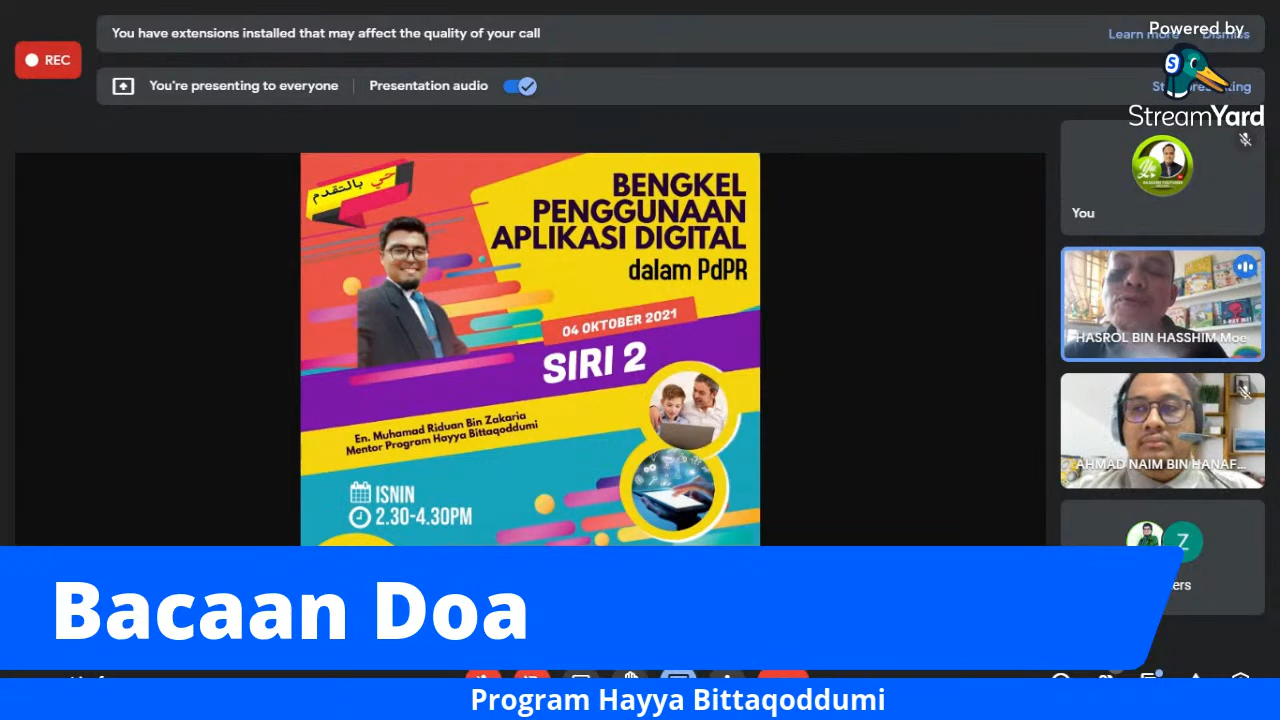 You have extensions installed that may affect the quality of your call
Learn more
Dismiss
Powered by
REC
You're presenting to everyone
Presentation audio
StreamYard
حي بالتقدم
BENGKEL
PENGGUNAAN
APLIKASI DIGITAL
dalam PdPR
04 OKTOBER 2021
SIRI 2
En. Muhamad Riduan Bin Zakaria
Mentor Program Hayya Bittaqoddumi
ISNIN
2.30-4.30PM
You
HASROL BIN HASSHIM Moe
AHMAD NAIM BIN HANAF...
Z
Bacaan Doa
Program Hayya Bittaqoddumi